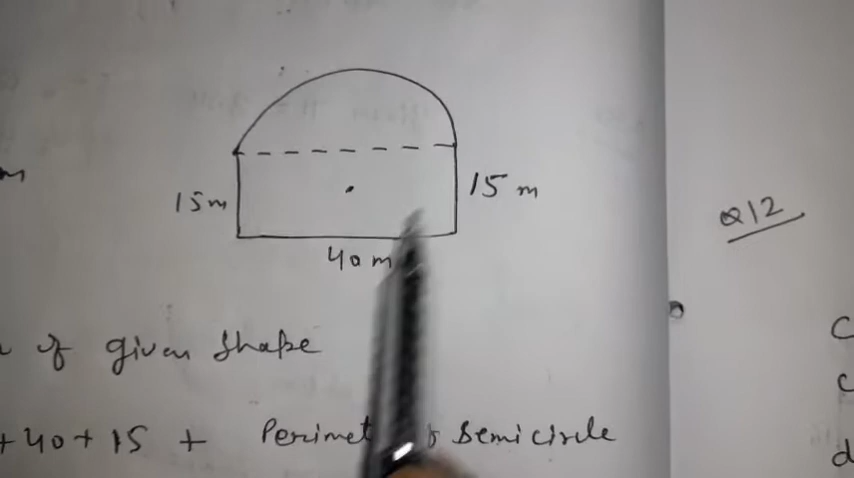 m
15m
15 m
40 m
Q12
of given shape
+ 40 + 15 + Perimet Semicircle
c
c
d